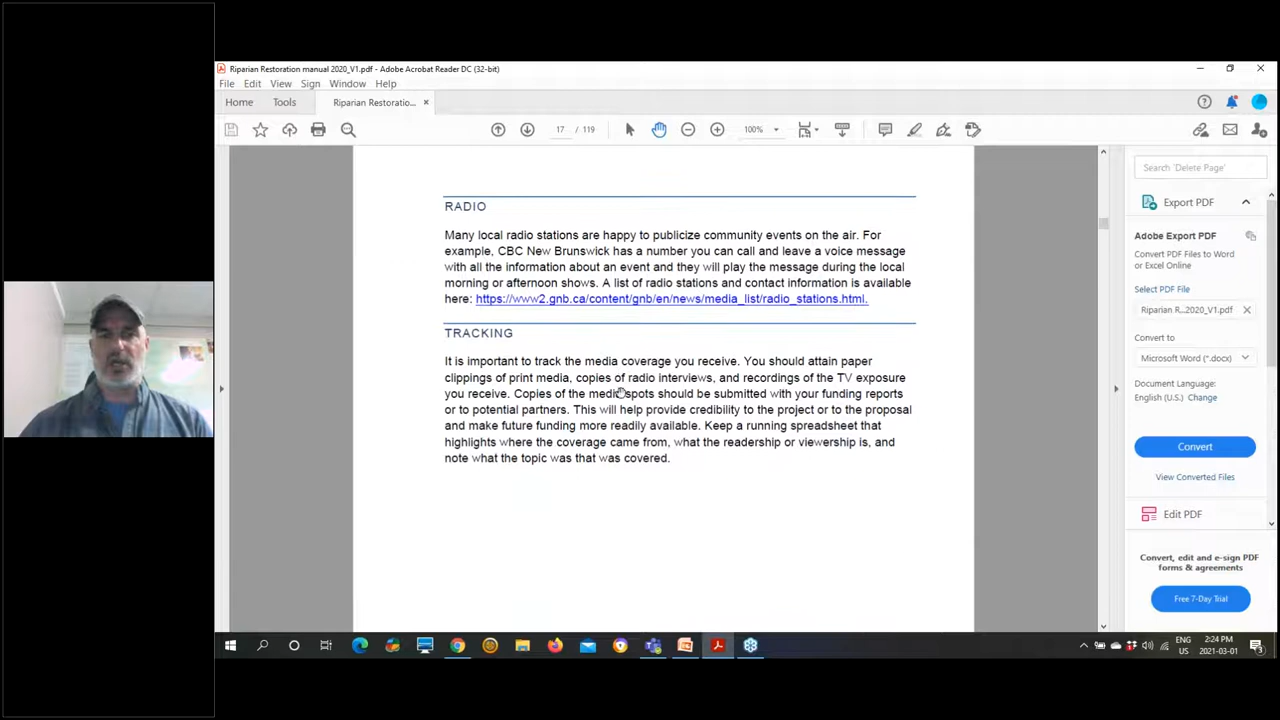 Riparian Restoration manual 2020_V1.pdf - Adobe Acrobat Reader DC (32-bit)
File Edit View Sign Window Help
Home Tools Riparian Restoratio... ×
17 / 119 100%
Search 'Delete Page'
RADIO
Many local radio stations are happy to publicize community events on the air. For
example, CBC New Brunswick has a number you can call and leave a voice message
with all the information about an event and they will play the message during the local
morning or afternoon shows. A list of radio stations and contact information is available
here: https://www2.gnb.ca/content/gnb/en/news/media_list/radio_stations.html.
TRACKING
It is important to track the media coverage you receive. You should attain paper
clippings of print media, copies of radio interviews, and recordings of the TV exposure
you receive. Copies of the media spots should be submitted with your funding reports
or to potential partners. This will help provide credibility to the project or to the proposal
and make future funding more readily available. Keep a running spreadsheet that
highlights where the coverage came from, what the readership or viewership is, and
note what the topic was that was covered.
Export PDF
Adobe Export PDF
Convert PDF Files to Word
or Excel Online
Select PDF File
Riparian R...2020_V1.pdf
Convert to
Microsoft Word (*.docx)
Document Language:
English (U.S.) Change
Convert
View Converted Files
Edit PDF
Convert, edit and e-sign PDF
forms & agreements
Free 7-Day Trial
ENG
US
2:24 PM
2021-03-01
3